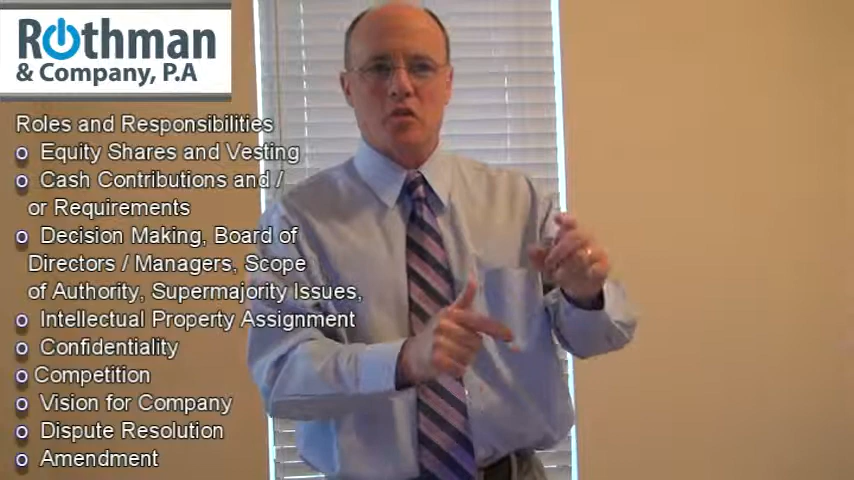 Rothman
& Company, P.A
Roles and Responsibilities
o Equity Shares and Vesting
o Cash Contributions and /
or Requirements
o Decision Making, Board of
Directors / Managers, Scope
of Authority, Supermajority Issues,
o Intellectual Property Assignment
o Confidentiality
o Competition
o Vision for Company
o Dispute Resolution
o Amendment